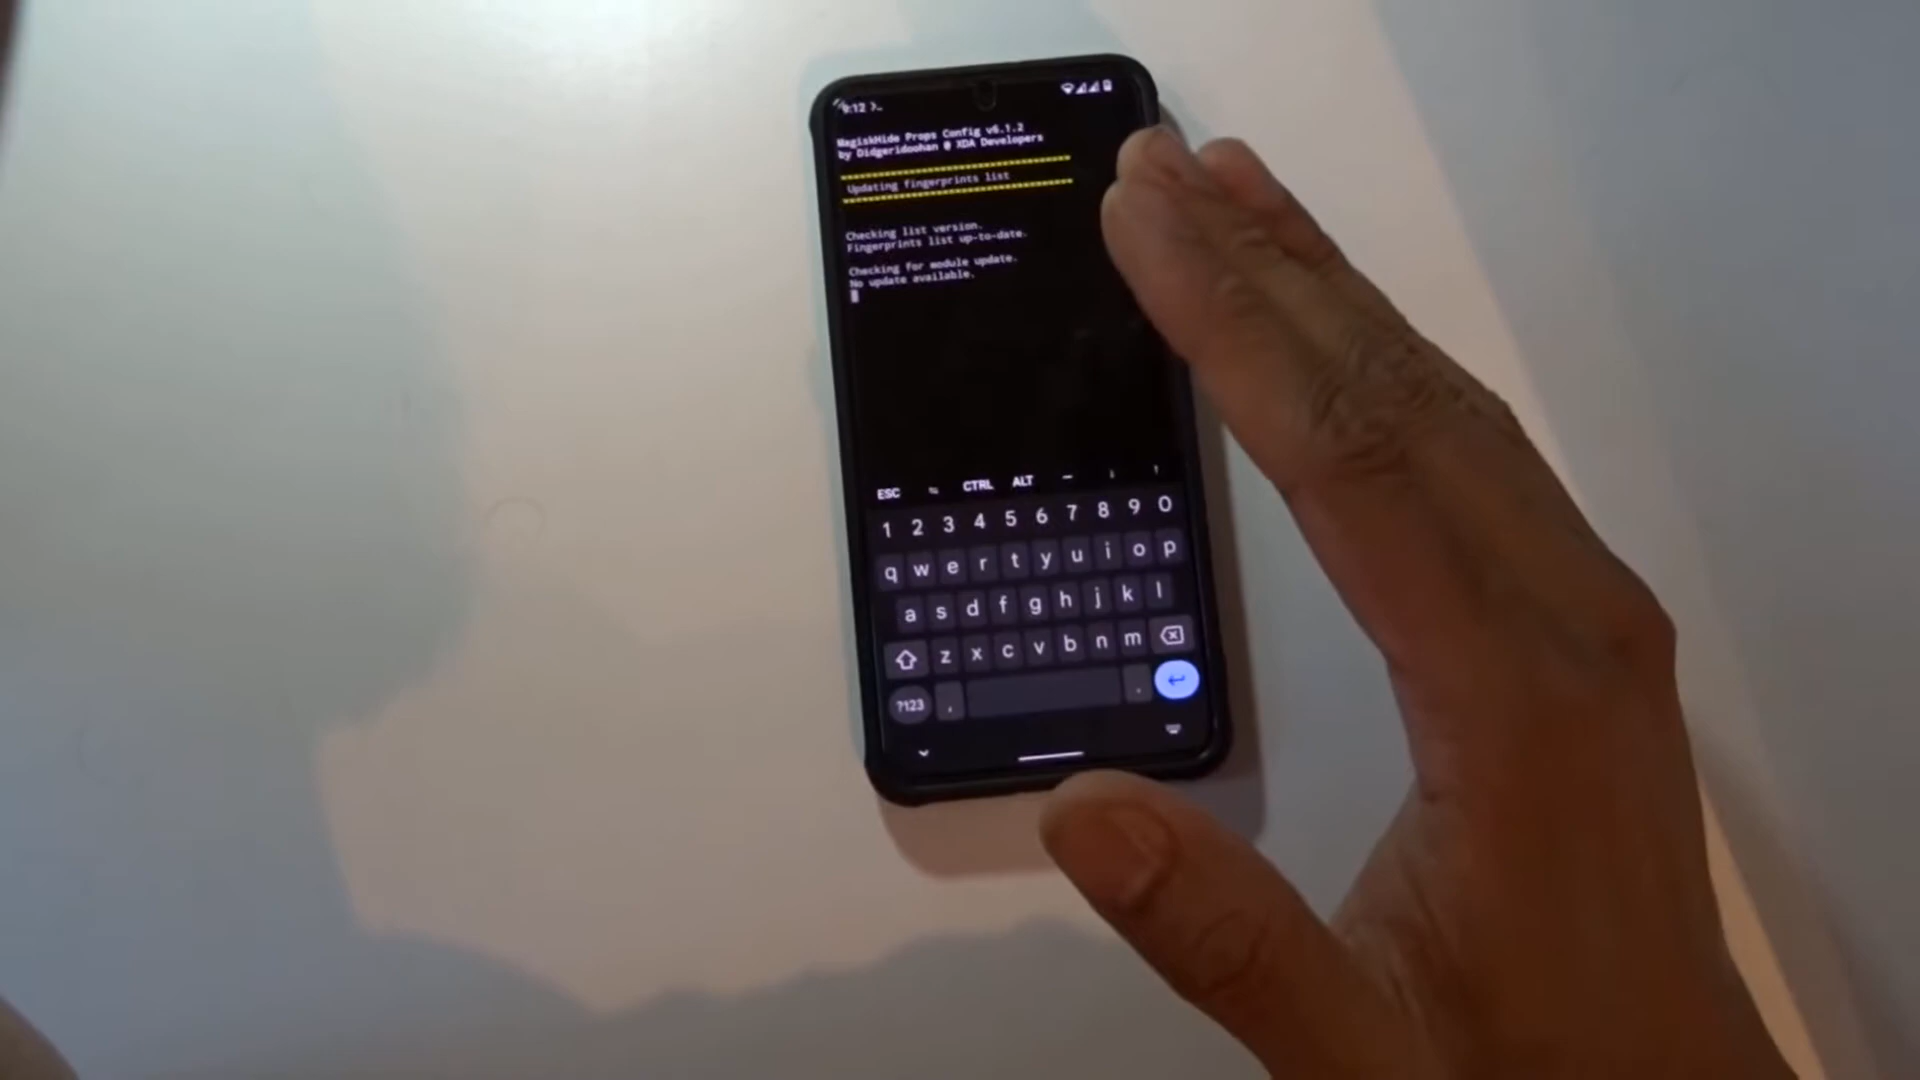 9:12 >_
MagiskHide Props Config v6.1.2
by Didgeridoohan @ XDA Developers
Updating fingerprints list
Checking list version.
Fingerprints list up-to-date.
Checking for module update.
No update available.
ESC CTRL ALT —
1 2 3 4 5 6 7 8 9 0
q w e r t y u i o p
a s d f g h j k l
z x c v b n m
?123 , .